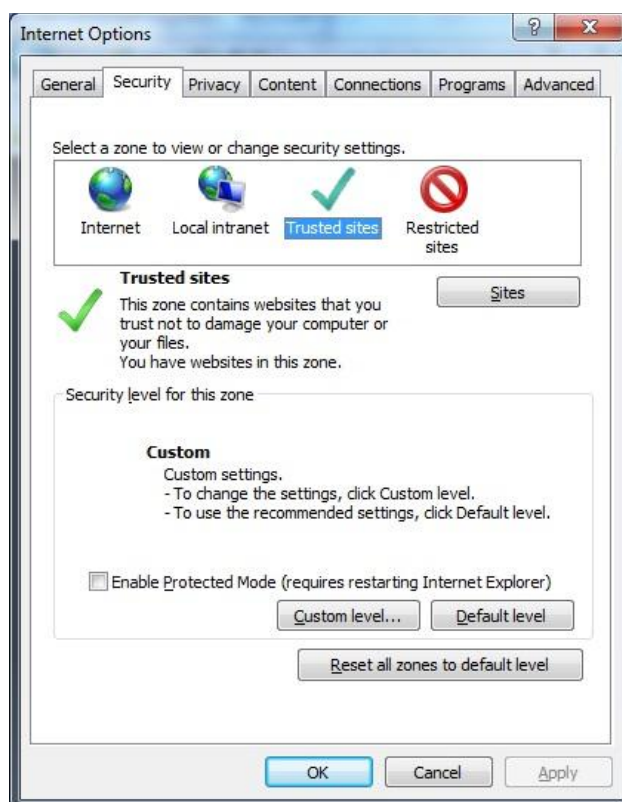 Internet Options
?
X
General Security Privacy Content Connections Programs Advanced
Select a zone to view or change security settings.
Internet Local intranet Trusted sites Restricted
sites
Trusted sites
Sites
This zone contains websites that you
trust not to damage your computer or
your files.
You have websites in this zone.
Security level for this zone
Custom
Custom settings.
- To change the settings, click Custom level.
- To use the recommended settings, click Default level.
Enable Protected Mode (requires restarting Internet Explorer)
Custom level... Default level
Reset all zones to default level
OK Cancel Apply